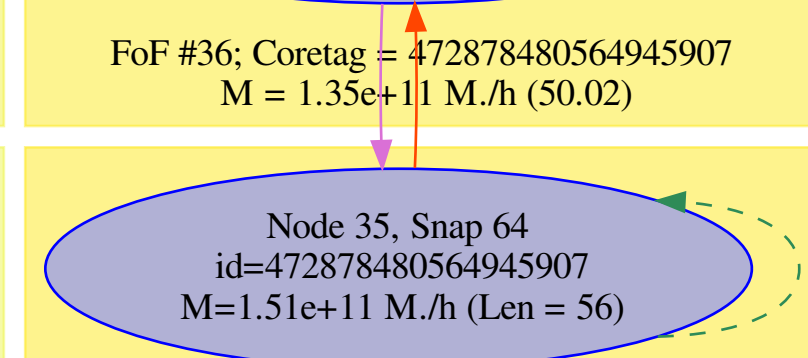 FoF #36; Coretag = 472878480564945907
M = 1.35e+11 M./h (50.02)
Node 35, Snap 64
id=472878480564945907
M=1.51e+11 M./h (Len = 56)